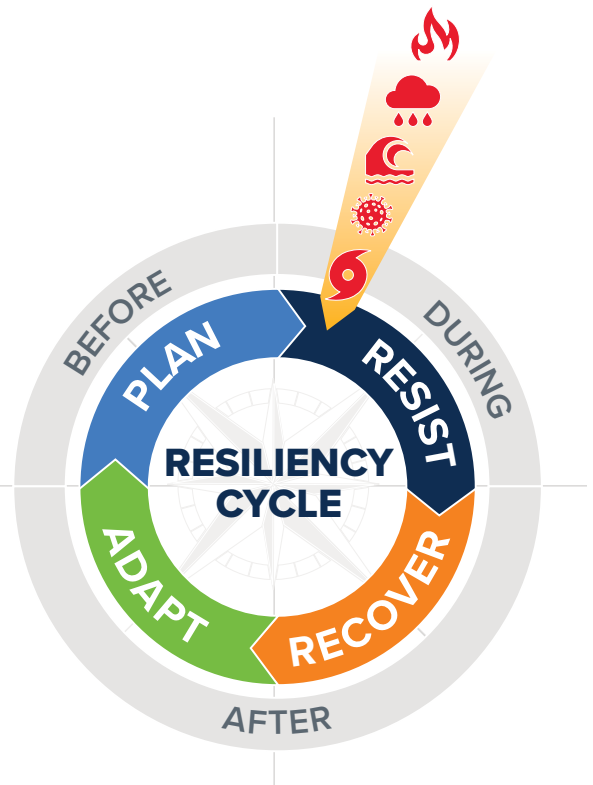 BEFORE
DURING
PLAN
RESIST
RESILIENCY
CYCLE
ADAPT
RECOVER
AFTER